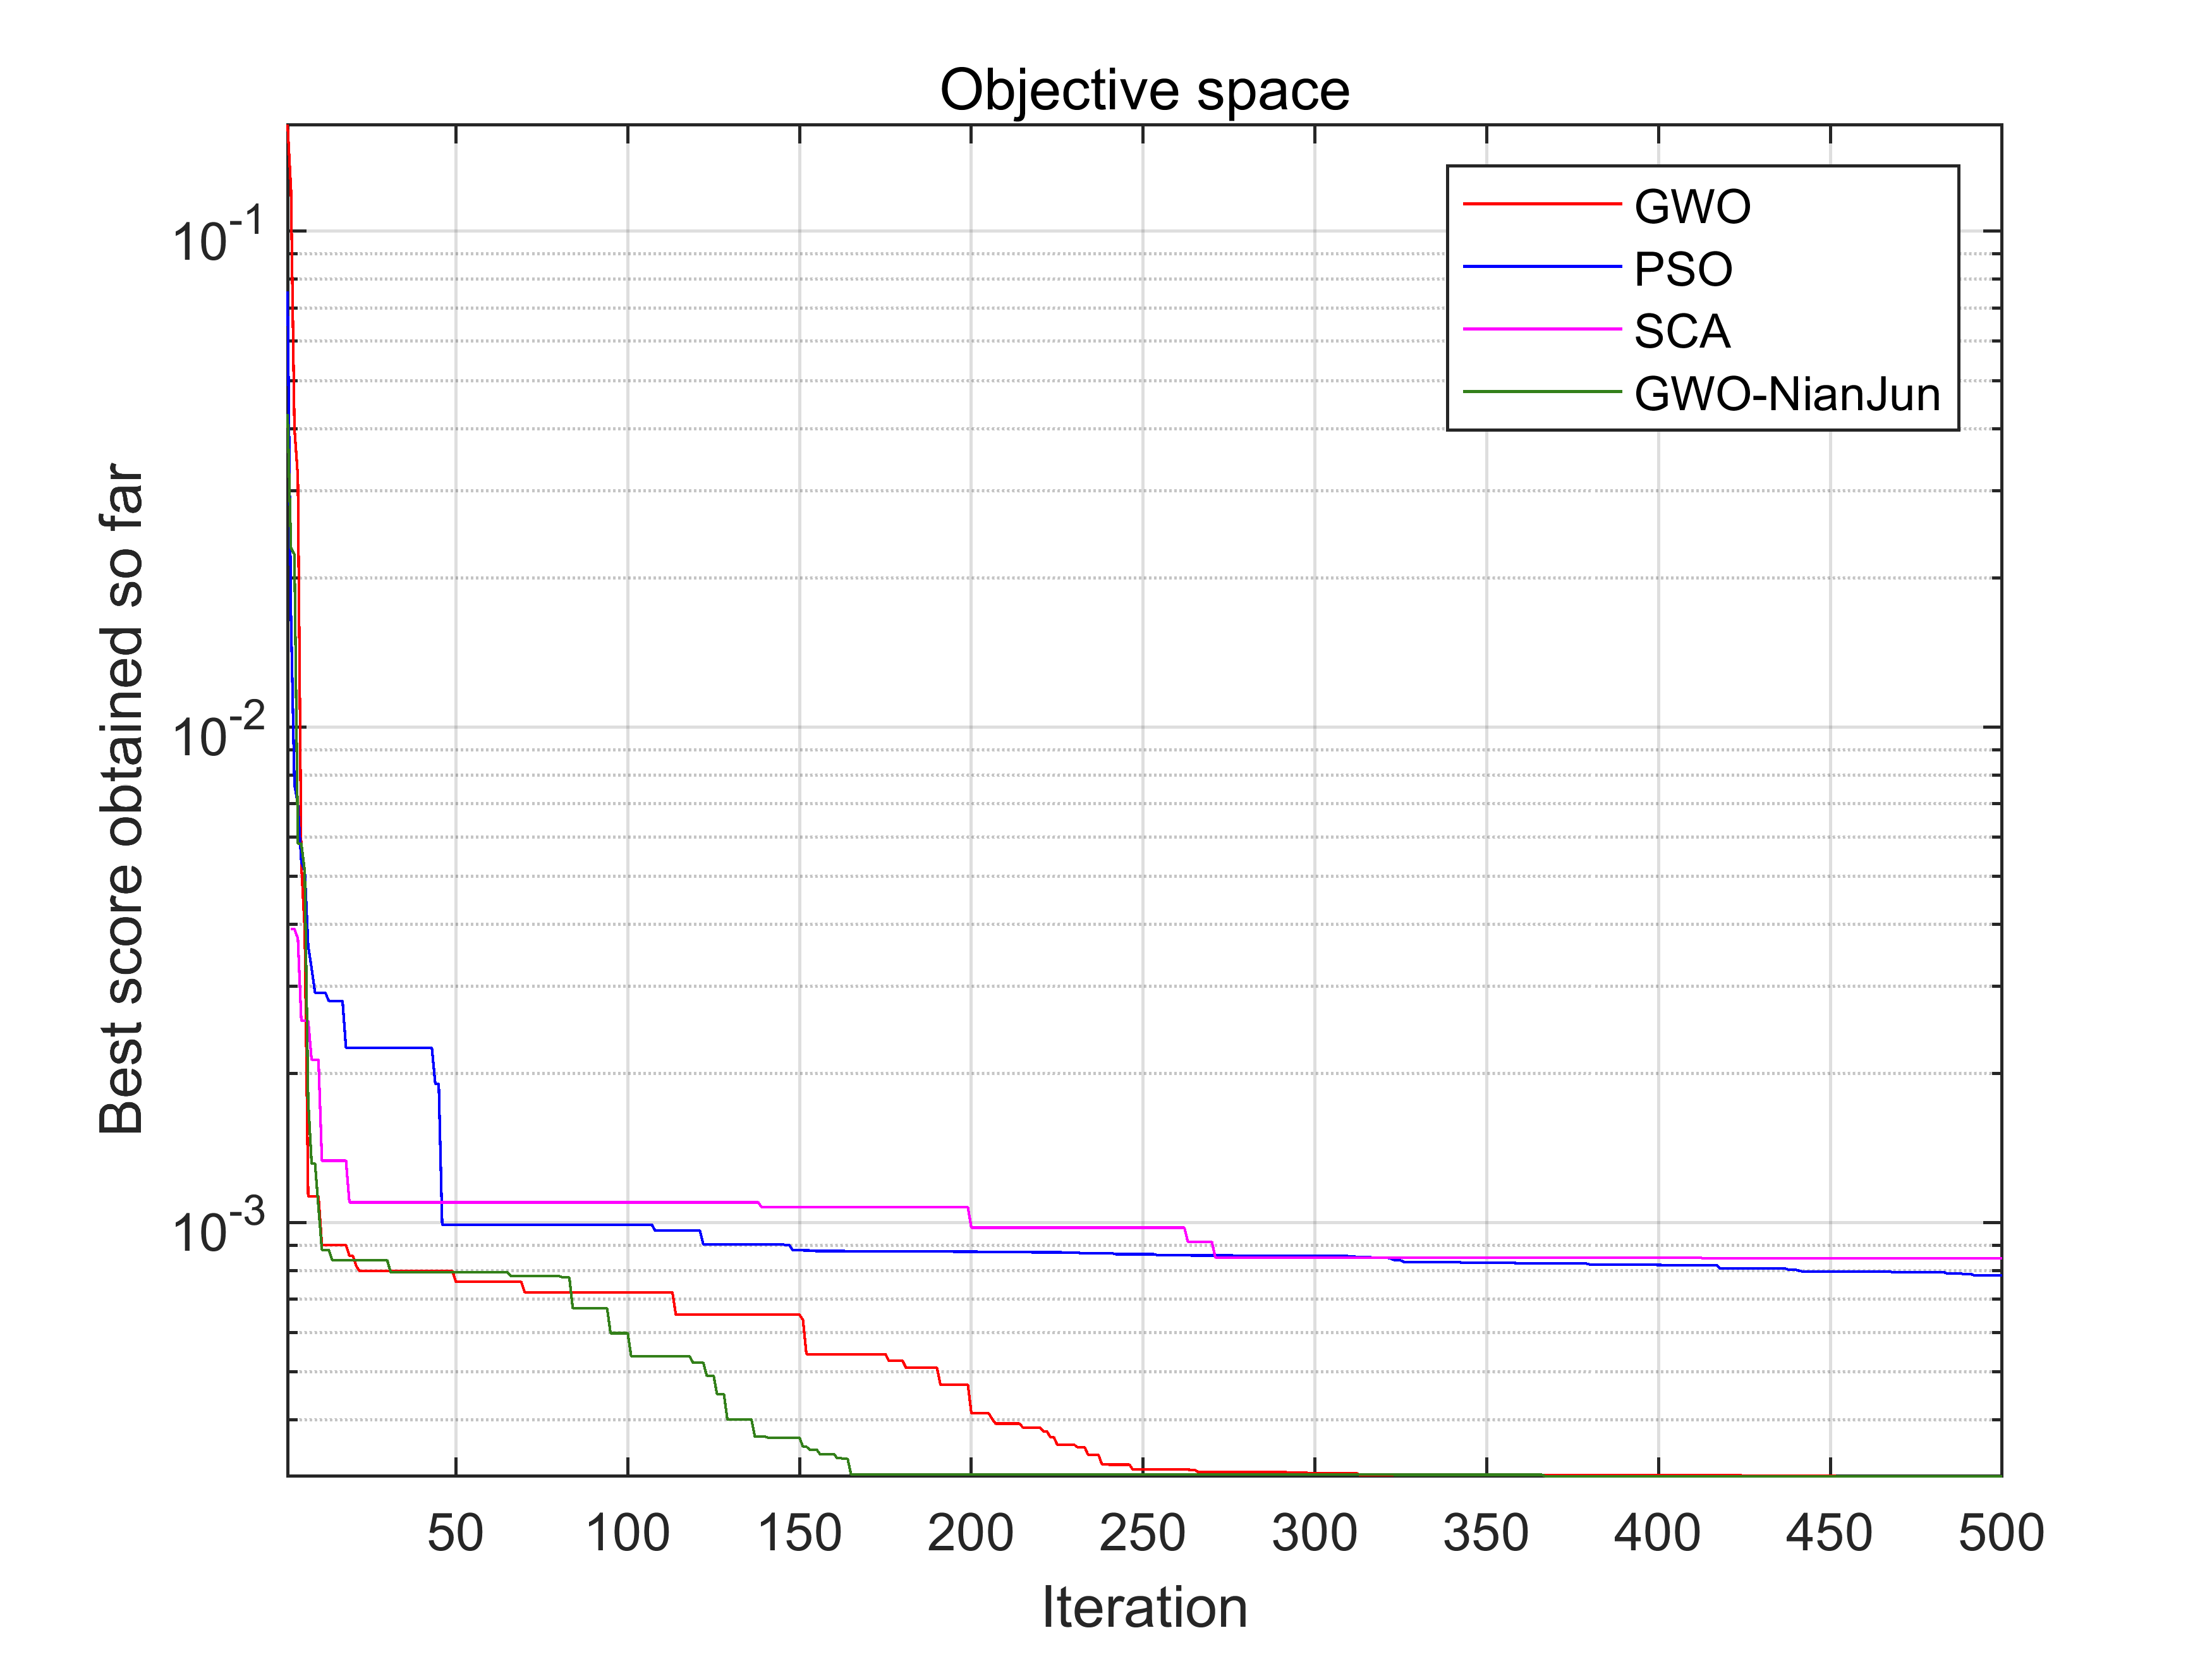 Objective space
Best score obtained so far
10-1
10-2
10-3
GWO
PSO
SCA
GWO-NianJun
50 100 150 200 250 300 350 400 450 500
Iteration